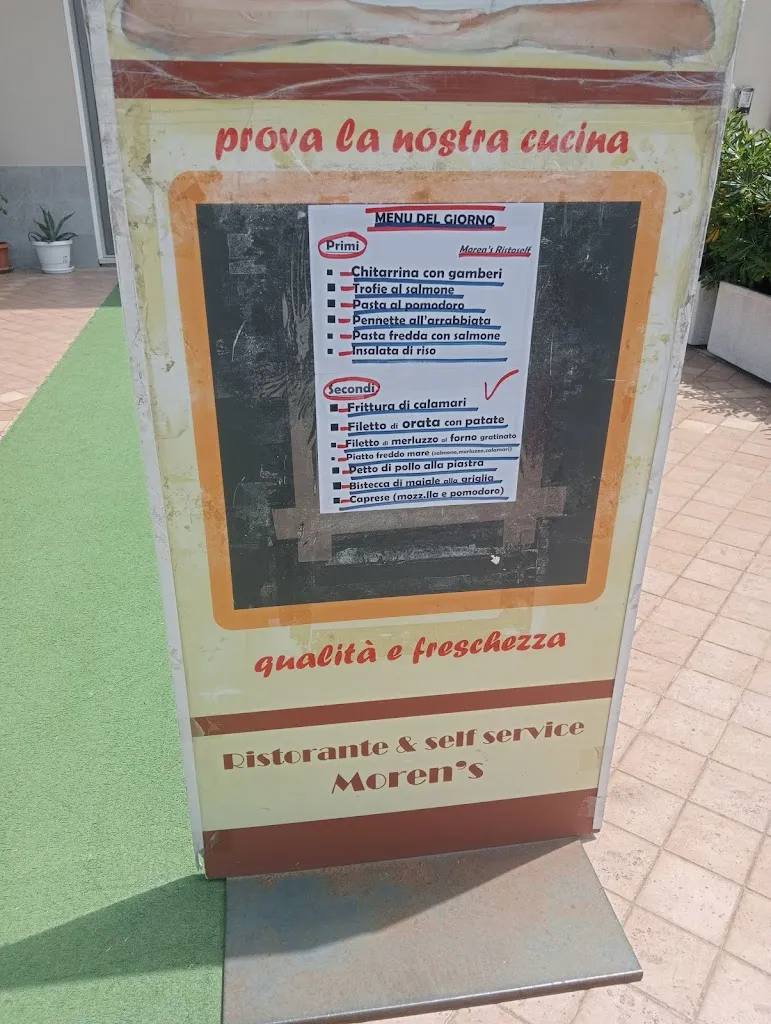 prova la nostra cucina
MENU DEL GIORNO
Primi
Moren's Ristoself
Chitarrina con gamberi
Trofie al salmone
Pasta al pomodoro
Pennette all'arrabbiata
Pasta fredda con salmone
Insalata di riso
Secondi
Frittura di calamari
Filetto di orata con patate
Filetto di merluzzo al forno gratinato
Piatto freddo mare (salmone,merluzzo,calamari)
Petto di pollo alla piastra
Bistecca di maiale alla griglia
Caprese (mozz.lla e pomodoro)
qualità e freschezza
Ristorante & self service
Moren's